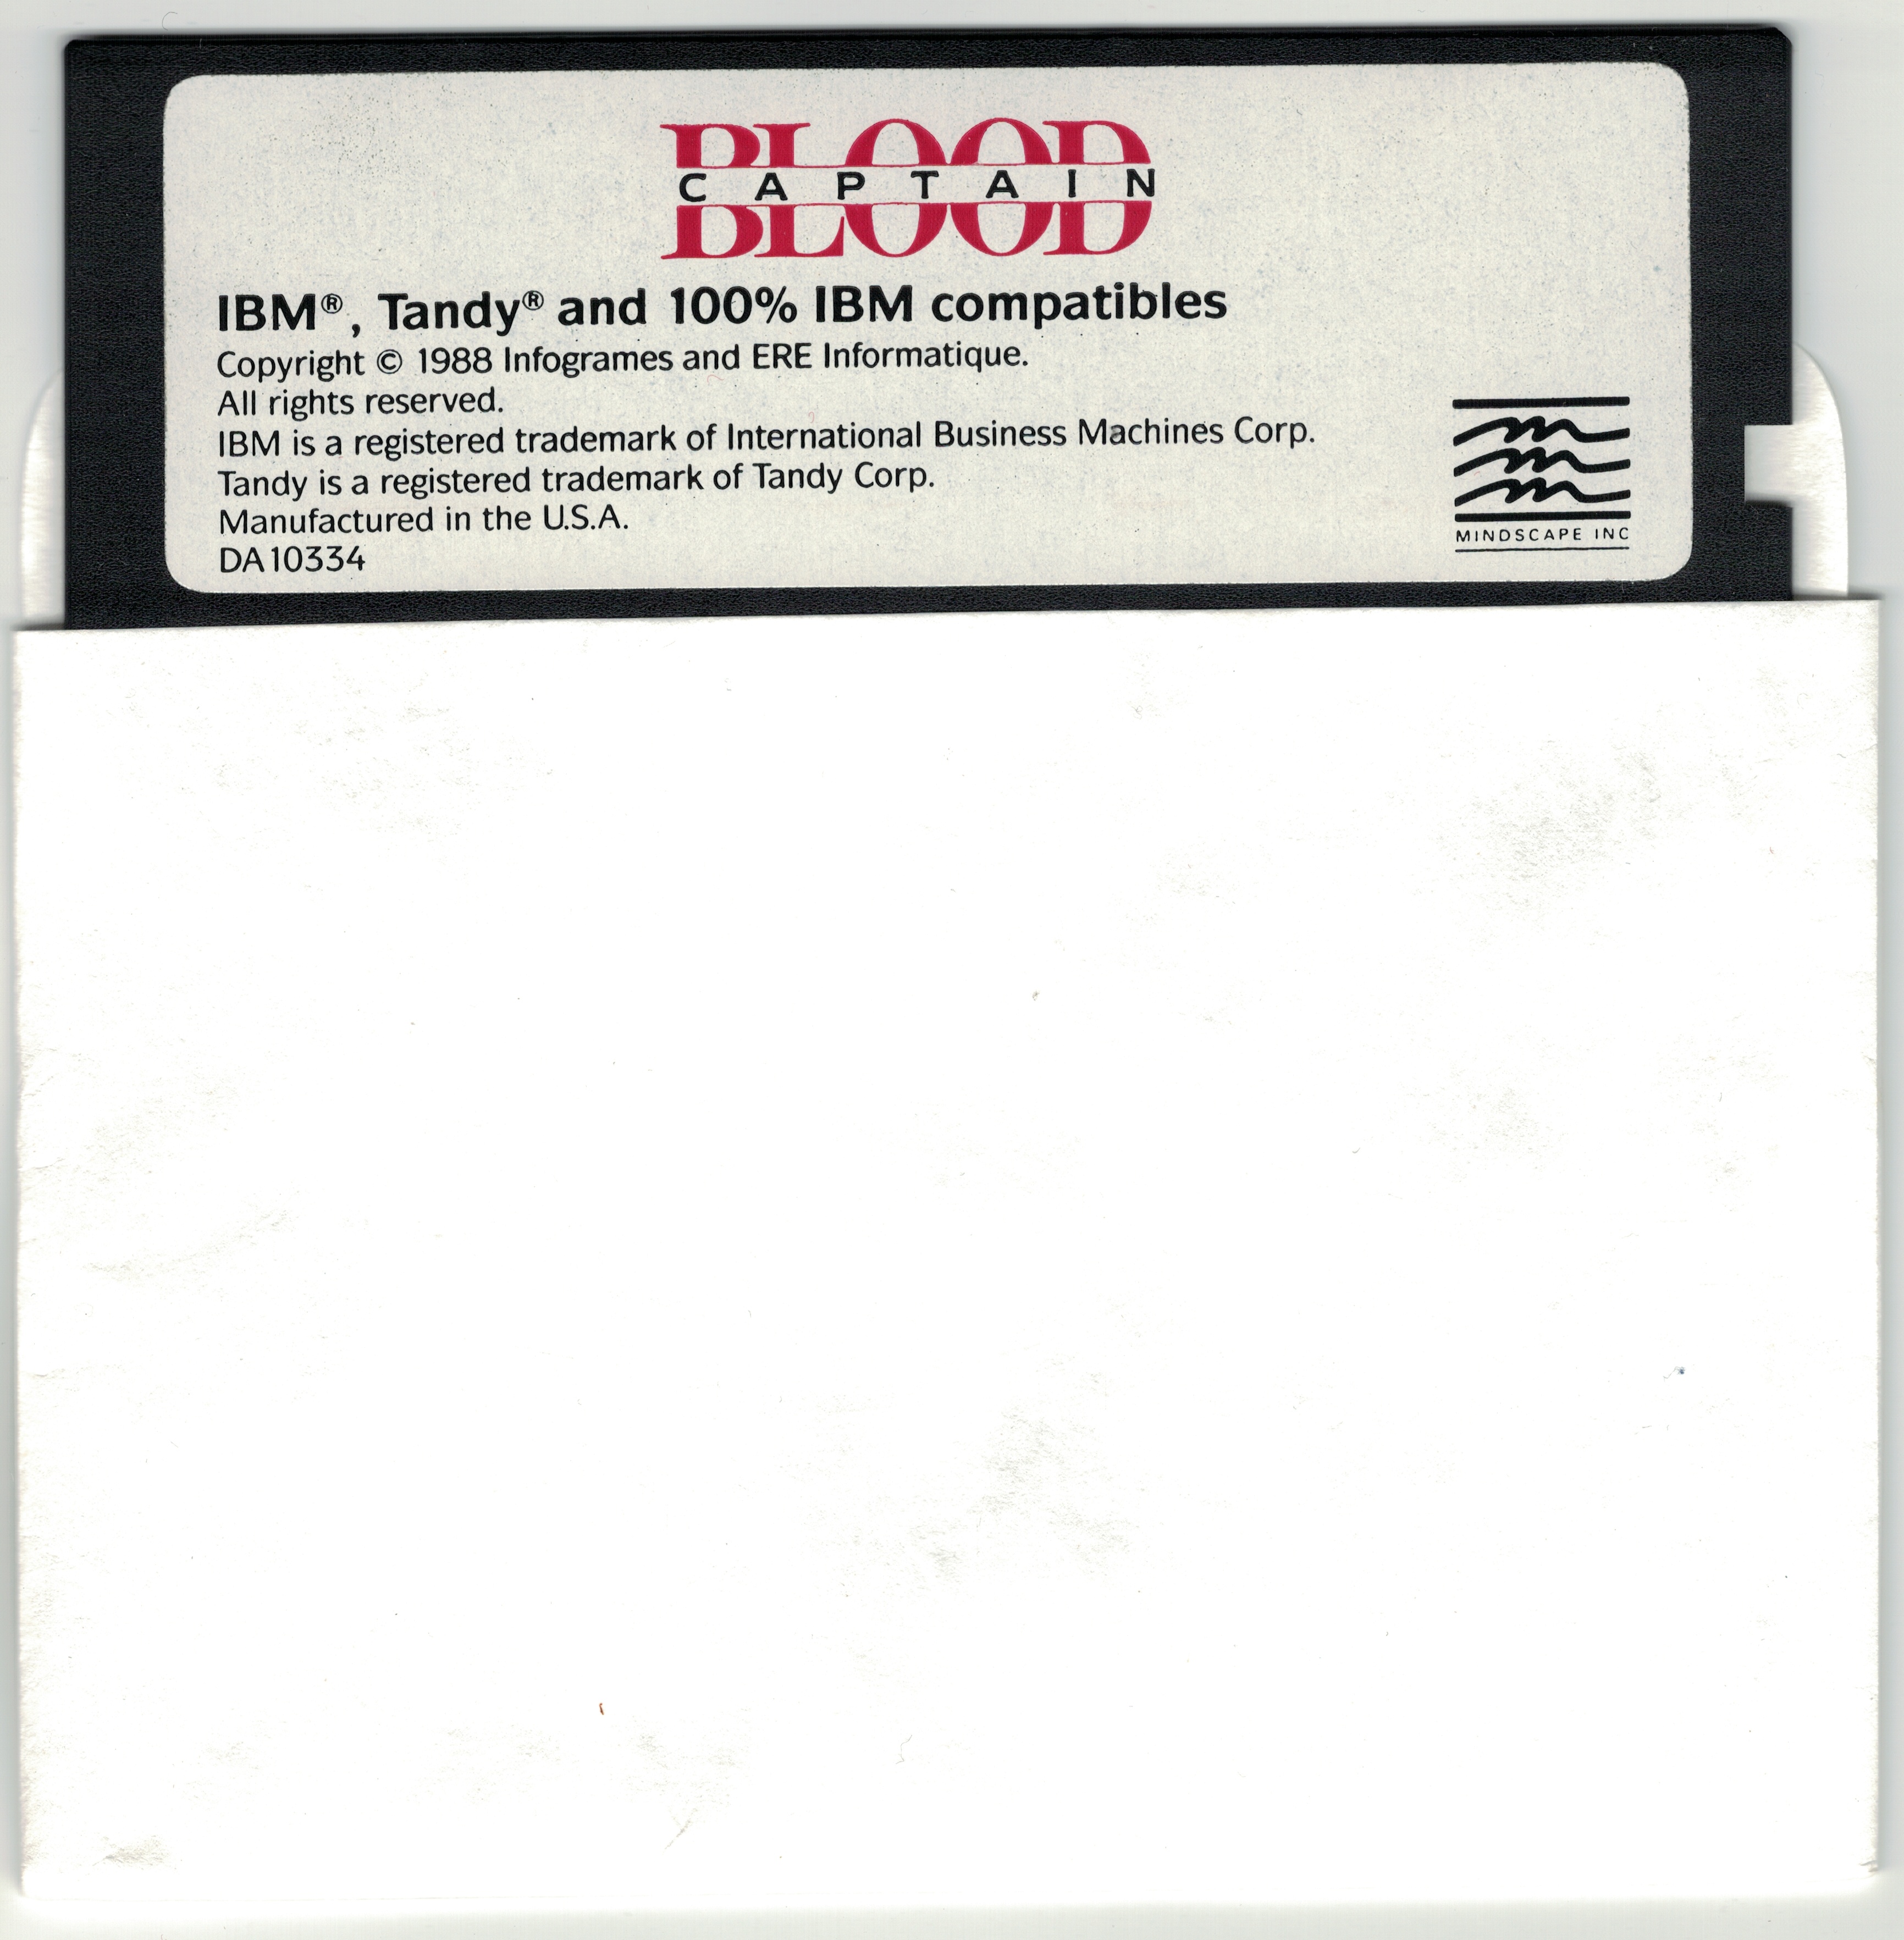 BLOOD
CAPTAIN
IBM®, Tandy® and 100% IBM compatibles
Copyright © 1988 Infogrames and ERE Informatique.
All rights reserved.
IBM is a registered trademark of International Business Machines Corp.
Tandy is a registered trademark of Tandy Corp.
Manufactured in the U.S.A.
DA10334
MINDSCAPE INC